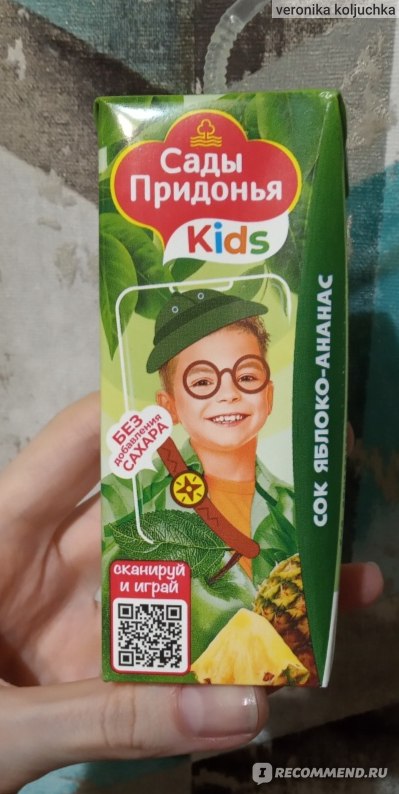 veronika koljuchka
Сады
Придонья
Kids
СОК ЯБЛОКО-АНАНАС
БЕЗ
добавления
САХАРА
сканируй
и играй
IRECOMMEND.RU